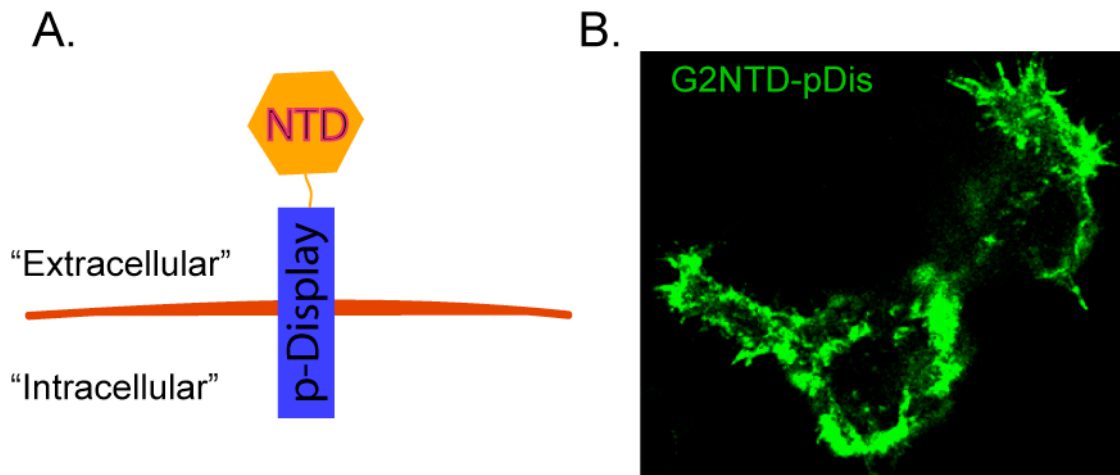 A.
NTD
p-Display
“Extracellular”
“Intracellular”
B.
G2NTD-pDis